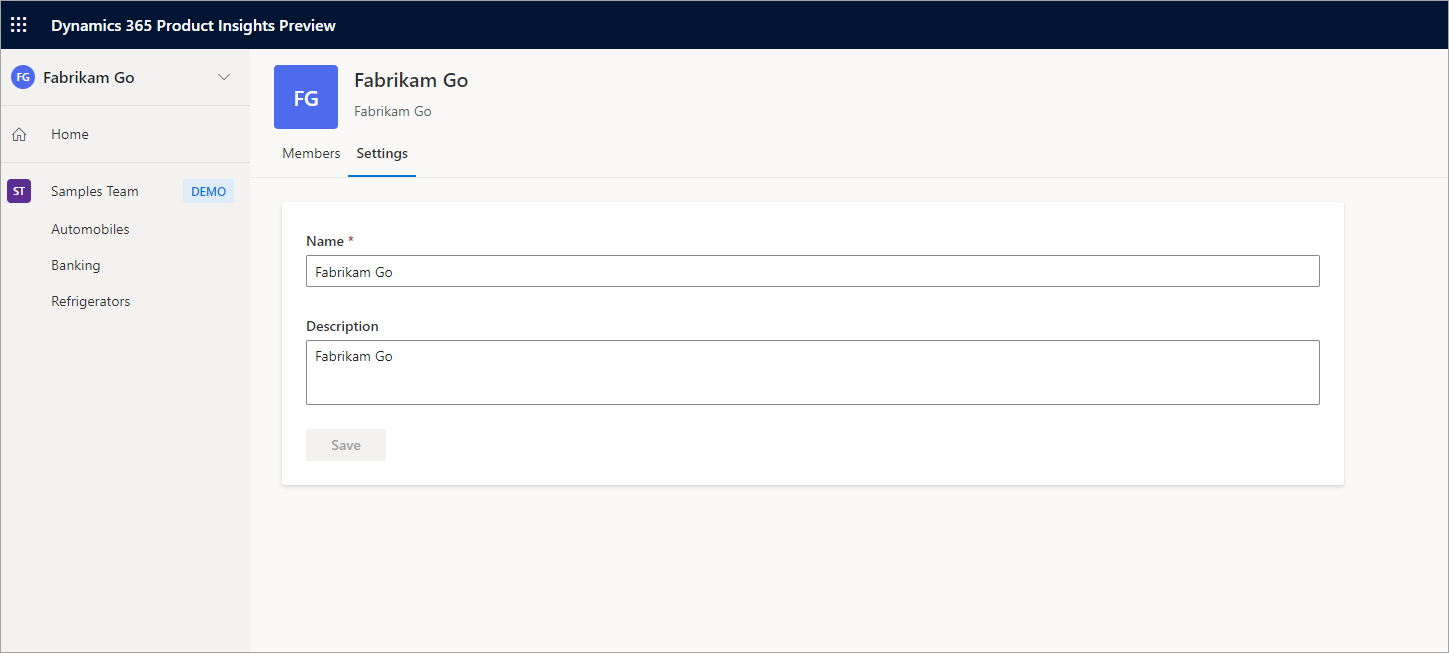 Dynamics 365 Product Insights Preview
FG Fabrikam Go
Home
ST Samples Team DEMO
Automobiles
Banking
Refrigerators
FG
Fabrikam Go
Fabrikam Go
Members Settings
Name *
Fabrikam Go
Description
Fabrikam Go
Save